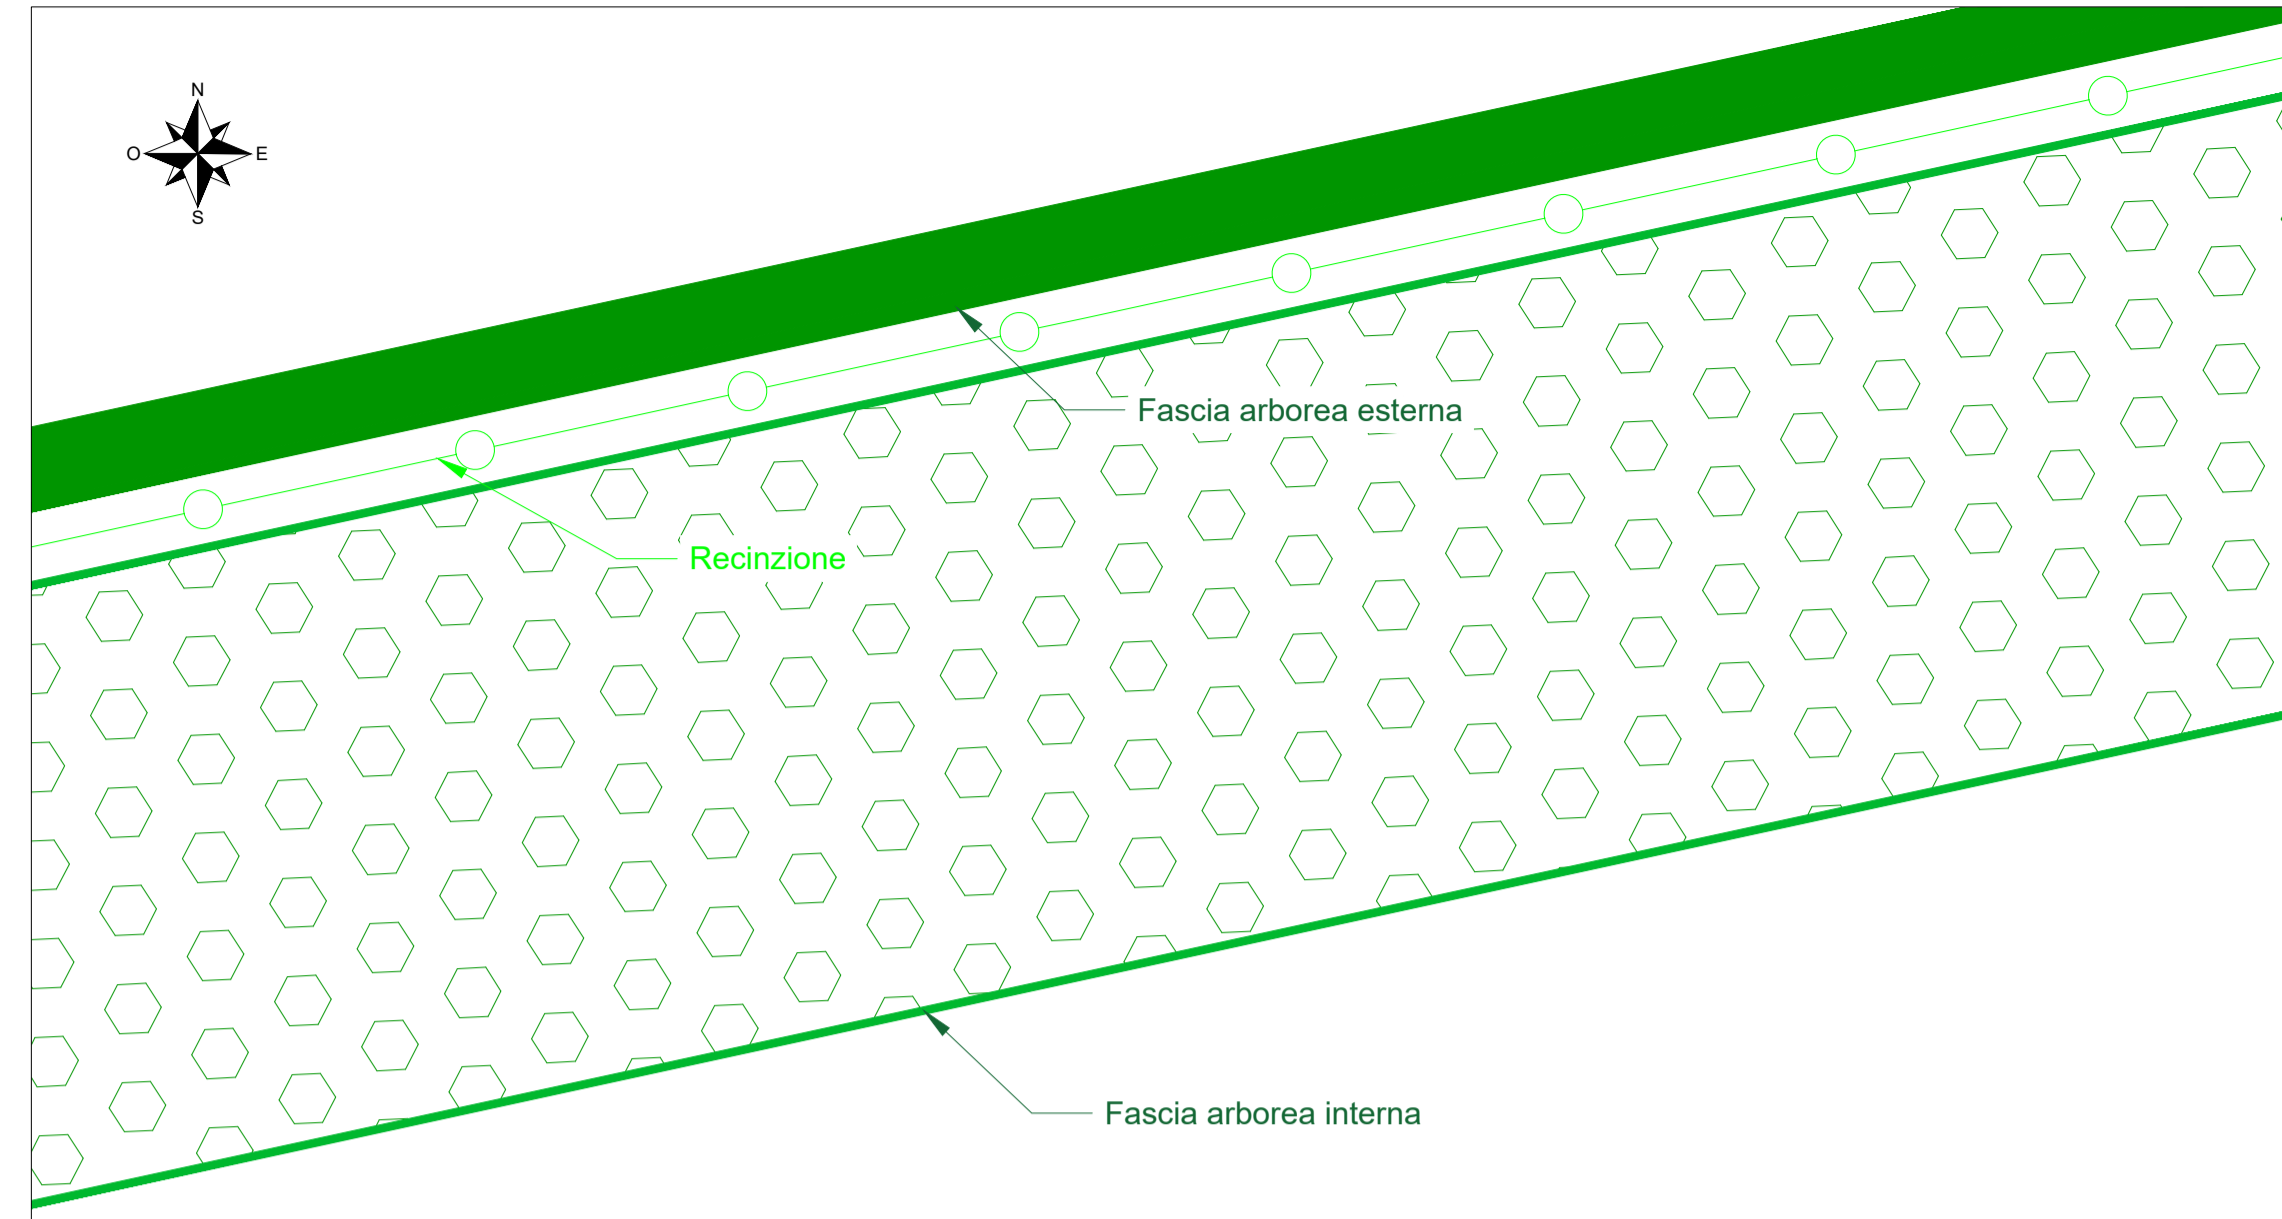 N
O
E
S
Fascia arborea esterna
Recinzione
Fascia arborea interna